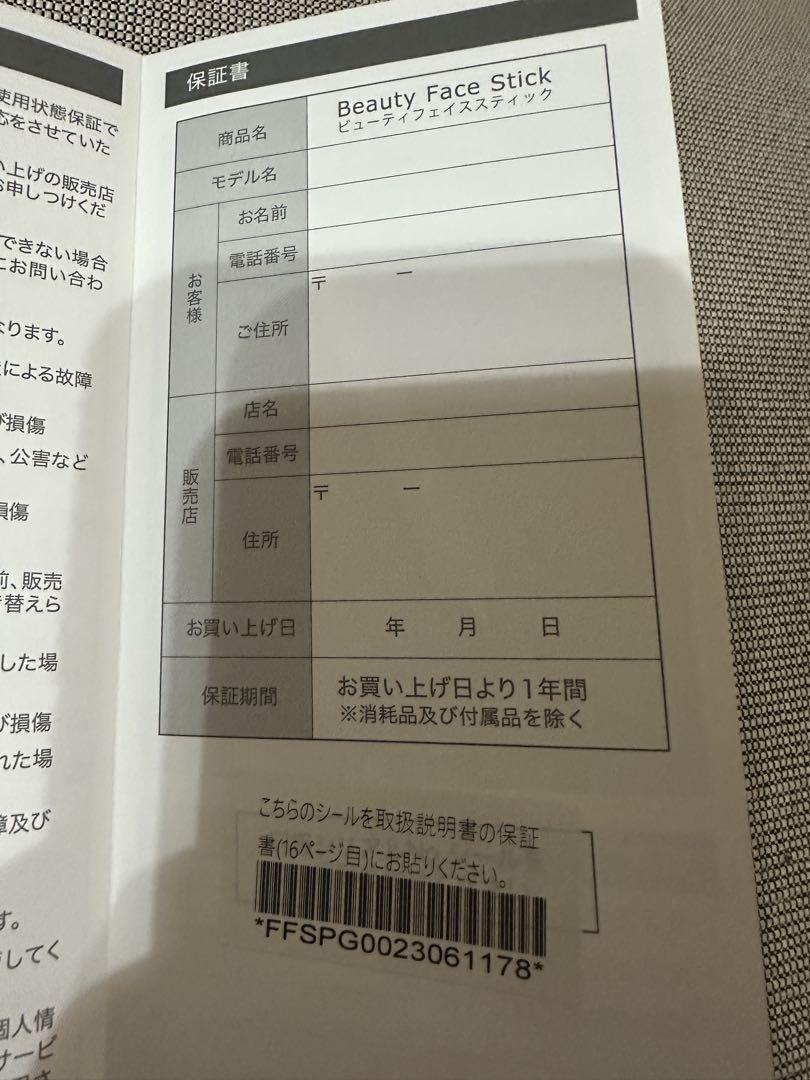 使用状態保証で
応をさせていた
い上げの販売店
お申しつけくだ
できない場合
にお問い合わ
なります。
による故障
び損傷
、公害など
損傷
前、販売
き替えら
した場
び損傷
れた場
障及び
す。
してく
個人情
サービ
保証書
商品名
Beauty Face Stick
ビューティフェイススティック
モデル名
お客様
お名前
電話番号
ご住所
〒 ー
販売店
店名
電話番号
住所
〒 ー
お買い上げ日
年 月 日
保証期間
お買い上げ日より1年間
※消耗品及び付属品を除く
こちらのシールを取扱説明書の保証
書(16ページ目)にお貼りください。
*FFSPG0023061178*